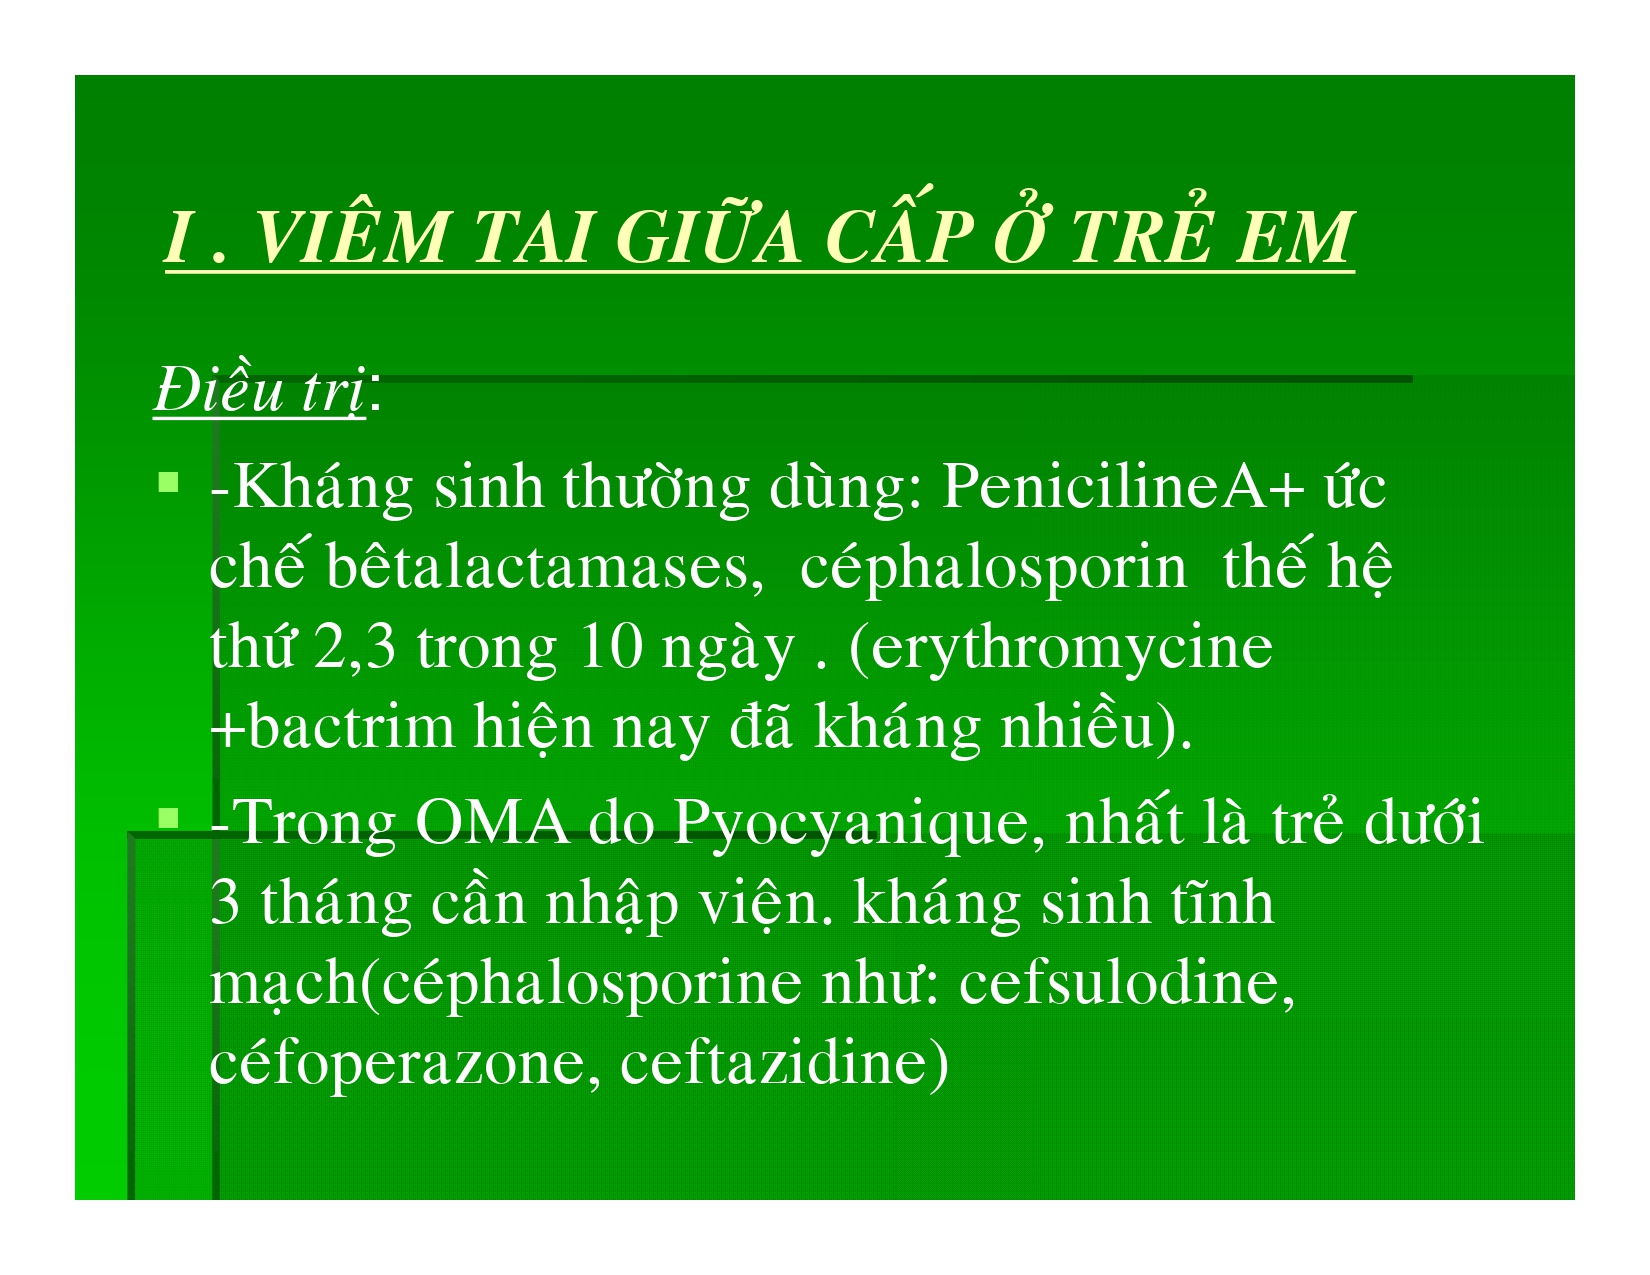 I . VIÊM TAI GIỮA CẤP Ở TRẺ EM
Điều trị:
-Kháng sinh thường dùng: PenicilineA+ ức
chế bêtalactamases, céphalosporin thế hệ
thứ 2,3 trong 10 ngày . (erythromycine
+bactrim hiện nay đã kháng nhiều).
-Trong OMA do Pyocyanique, nhất là trẻ dưới
3 tháng cần nhập viện. kháng sinh tĩnh
mạch(céphalosporine như: cefsulodine,
céfoperazone, ceftazidine)